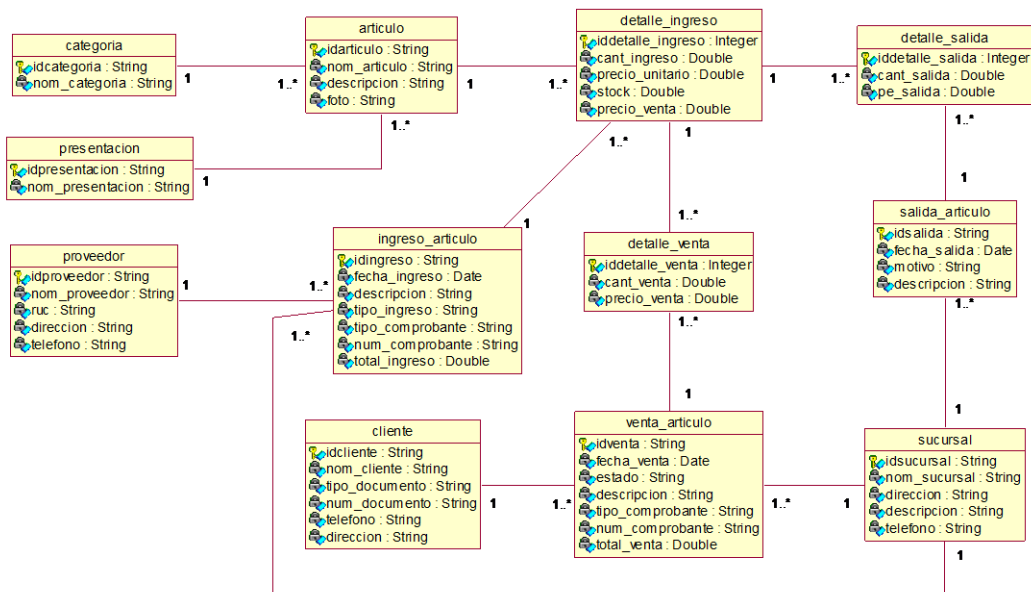 categoria
idcategoria : String
nom_categoria : String
1
1..*
articulo
idarticulo : String
nom_articulo : String
descripcion : String
foto : String
1
1..*
1..*
detalle_ingreso
iddetalle_ingreso : Integer
cant_ingreso : Double
precio_unitario : Double
stock : Double
precio_venta : Double
1
1..*
1..*
1
detalle_salida
iddetalle_salida : Integer
cant_salida : Double
pe_salida : Double
1..*
presentacion
idpresentacion : String
nom_presentacion : String
1
proveedor
idproveedor : String
nom_proveedor : String
ruc : String
direccion : String
telefono : String
1
1..*
1..*
ingreso_articulo
idingreso : String
fecha_ingreso : Date
descripcion : String
tipo_ingreso : String
tipo_comprobante : String
num_comprobante : String
total_ingreso : Double
1
1..*
detalle_venta
iddetalle_venta : Integer
cant_venta : Double
precio_venta : Double
1..*
1
salida_articulo
idsalida : String
fecha_salida : Date
motivo : String
descripcion : String
1..*
cliente
idcliente : String
nom_cliente : String
tipo_documento : String
num_documento : String
telefono : String
direccion : String
1
1..*
1
venta_articulo
idventa : String
fecha_venta : Date
estado : String
descripcion : String
tipo_comprobante : String
num_comprobante : String
total_venta : Double
1..*
1
1
sucursal
idsucursal : String
nom_sucursal : String
direccion : String
descripcion : String
telefono : String
1